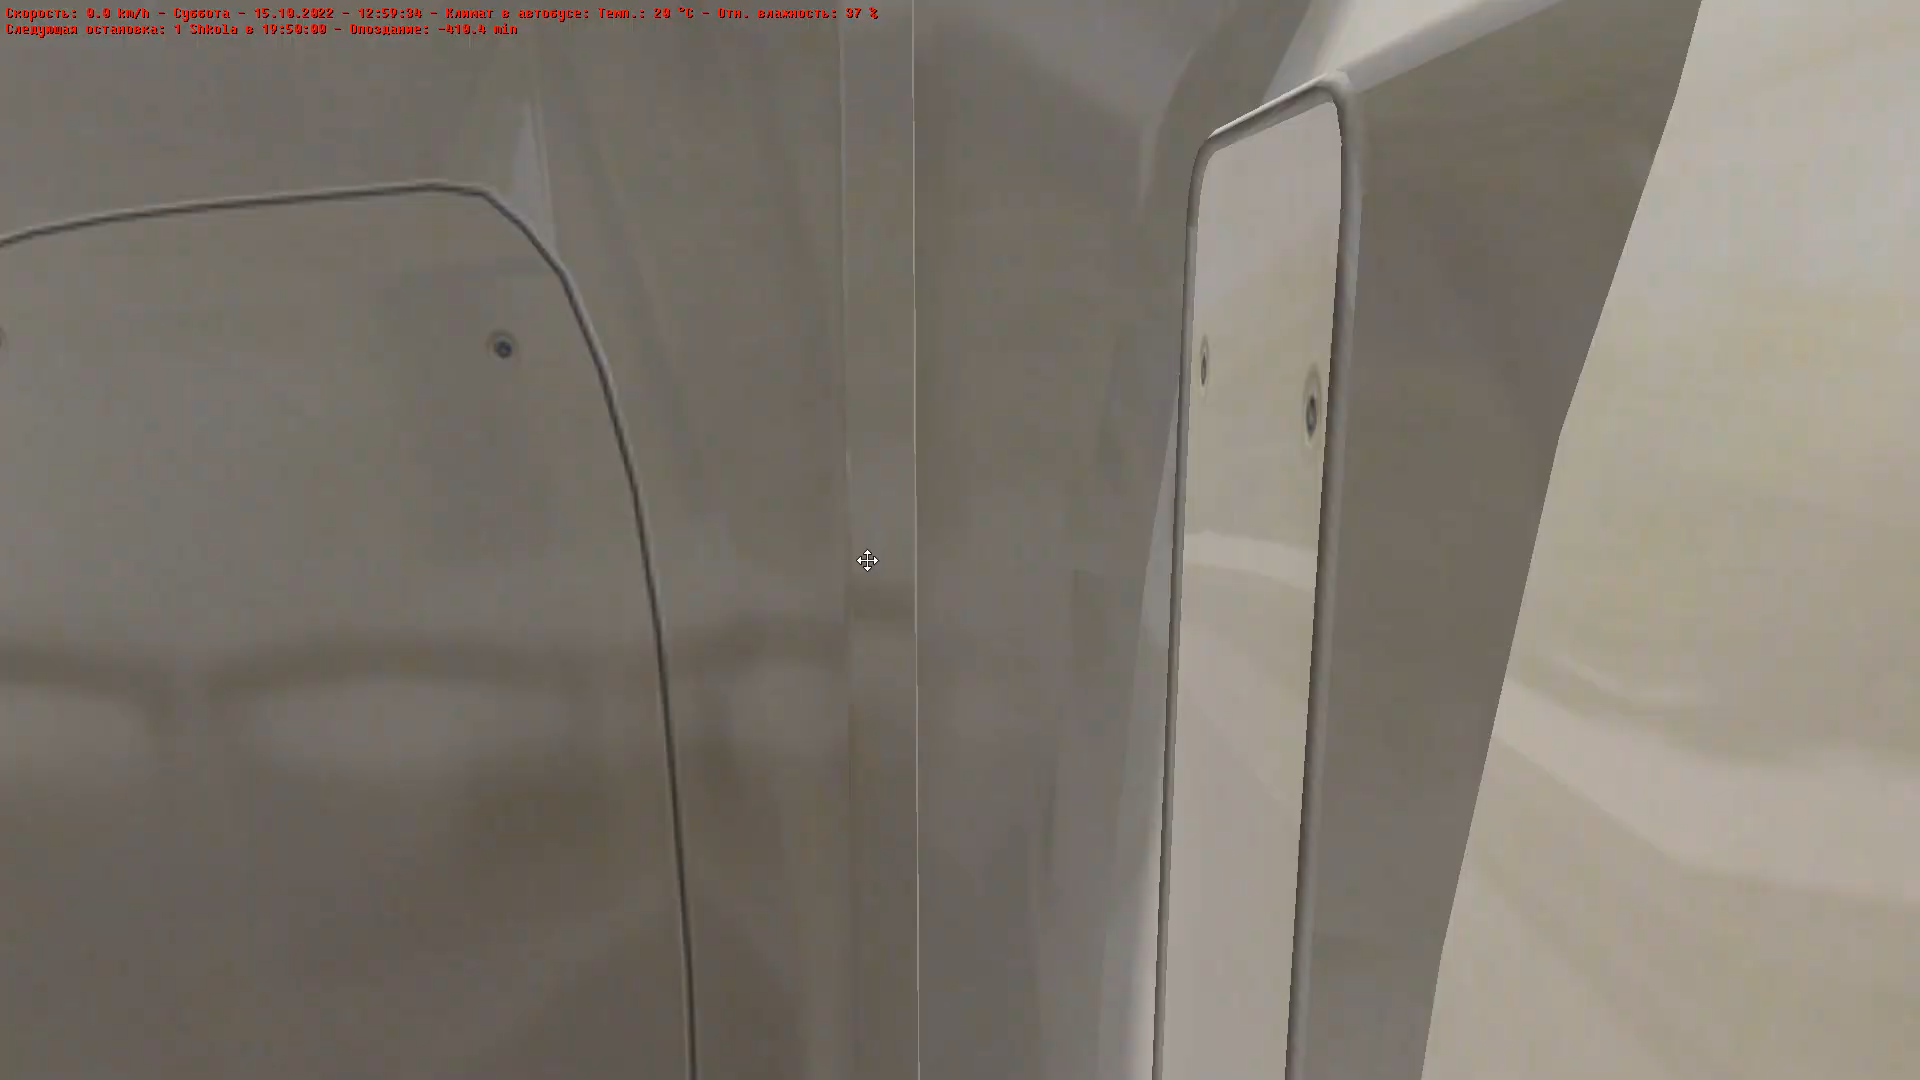 Скорость: 0.0 km/h - Суббота - 15.10.2022 - 12:59:34 - Климат в автобусе: Темп.: 20 °C - Отн. влажность: 37 %
Следующая остановка: 1 Shkola в 19:50:00 - Опоздание: -410.4 min